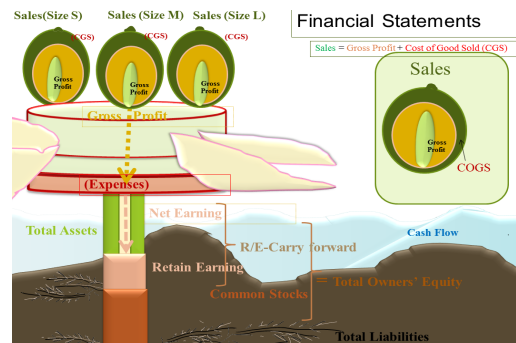 Sales(Size S)
Sales (Size M)
Sales (Size L)
(CGS)
(CGS)
(CGS)
Financial Statements
Sales = Gross Profit + Cost of Good Sold (CGS)
Sales
Gross
Profit
Gross
Profit
Gross
Profit
Gross
Profit
COGS
Gross Profit
(Expenses)
Net Earning
Total Assets
Cash Flow
R/E-Carry forward
Retain Earning
Common Stocks
= Total Owners' Equity
Total Liabilities